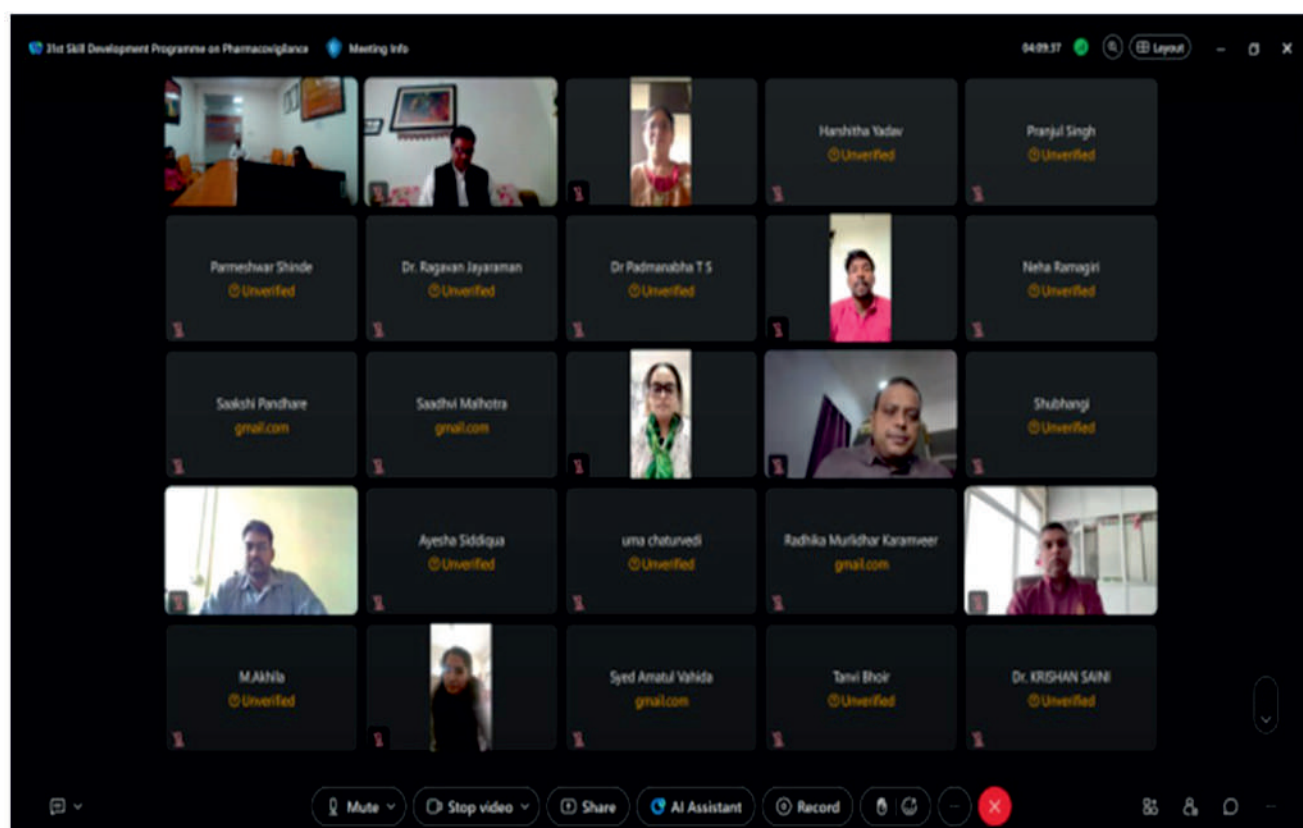 31st Skill Development Programme on Pharmacovigilance Meeting Info 04:09:37 Layout
Harshitha Yadav
Unverified
Pranjul Singh
Unverified
Parmeshwar Shinde
Unverified
Dr. Ragavan Jayaraman
Unverified
Dr Padmanabha T S
Unverified
Neha Ramagiri
Unverified
Saakshi Pandhare
gmail.com
Saadhvi Malhotra
gmail.com
Shubhangi
Unverified
Ayesha Siddiqua
Unverified
uma chaturvedi
Unverified
Radhika Murlidhar Karamveer
gmail.com
M.Akhila
Unverified
Syed Amatul Vahida
gmail.com
Tanvi Bhoir
Unverified
Dr. KRISHAN SAINI
Unverified
Mute Stop video Share AI Assistant Record